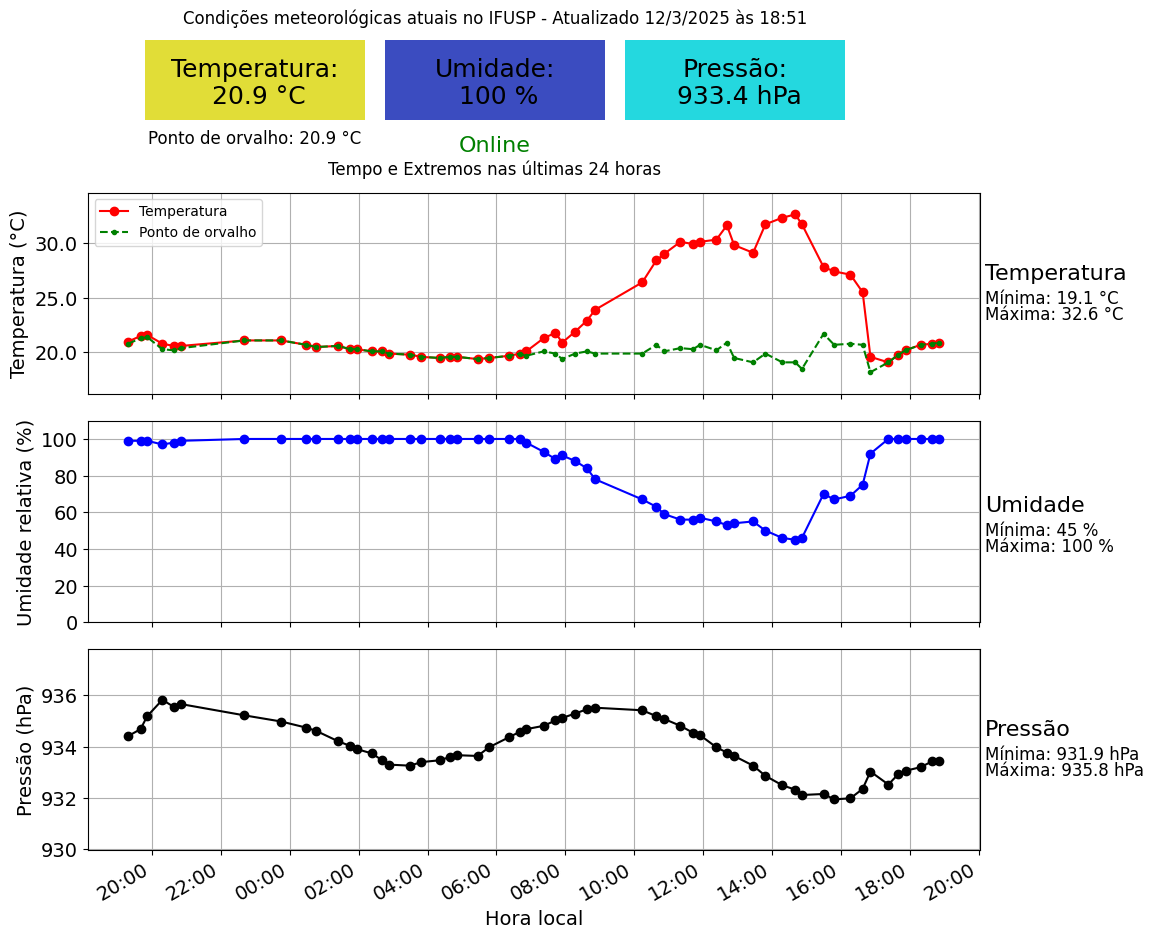 Condições meteorológicas atuais no IFUSP - Atualizado 12/3/2025 às 18:51
Temperatura:
20.9 °C
Umidade:
100 %
Pressão:
933.4 hPa
Ponto de orvalho: 20.9 °C
Online
Tempo e Extremos nas últimas 24 horas
Temperatura (°C)
30.0
25.0
20.0
Temperatura
Ponto de orvalho
Temperatura
Mínima: 19.1 °C
Máxima: 32.6 °C
Umidade relativa (%)
100
80
60
40
20
0
Umidade
Mínima: 45 %
Máxima: 100 %
Pressão (hPa)
936
934
932
930
Pressão
Mínima: 931.9 hPa
Máxima: 935.8 hPa
20:00 22:00 00:00 02:00 04:00 06:00 08:00 10:00 12:00 14:00 16:00 18:00 20:00
Hora local